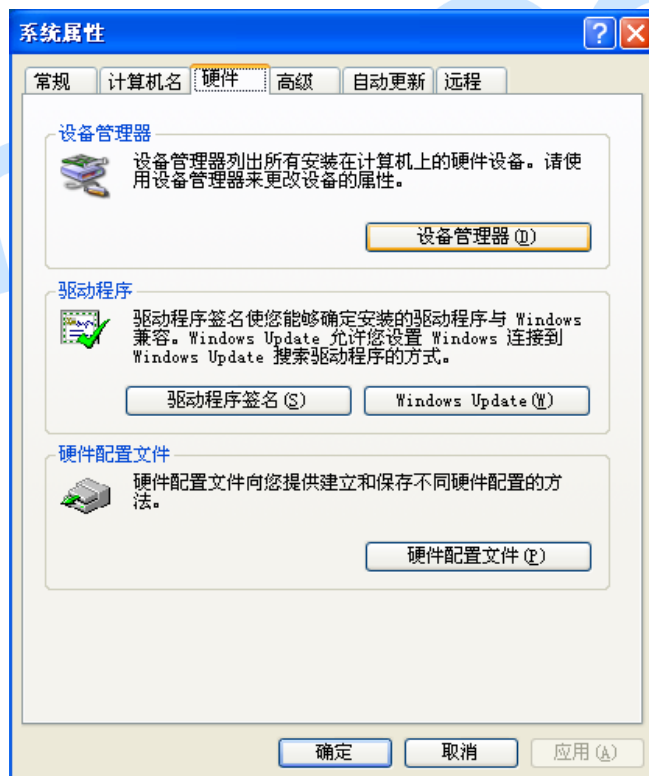 系统属性
常规 计算机名 硬件 高级 自动更新 远程
设备管理器
设备管理器列出所有安装在计算机上的硬件设备。请使
用设备管理器来更改设备的属性。
设备管理器(D)
驱动程序
驱动程序签名使您能够确定安装的驱动程序与 Windows
兼容。Windows Update 允许您设置 Windows 连接到
Windows Update 搜索驱动程序的方式。
驱动程序签名(S) Windows Update(W)
硬件配置文件
硬件配置文件向您提供建立和保存不同硬件配置的方
法。
硬件配置文件(P)
确定 取消 应用(A)